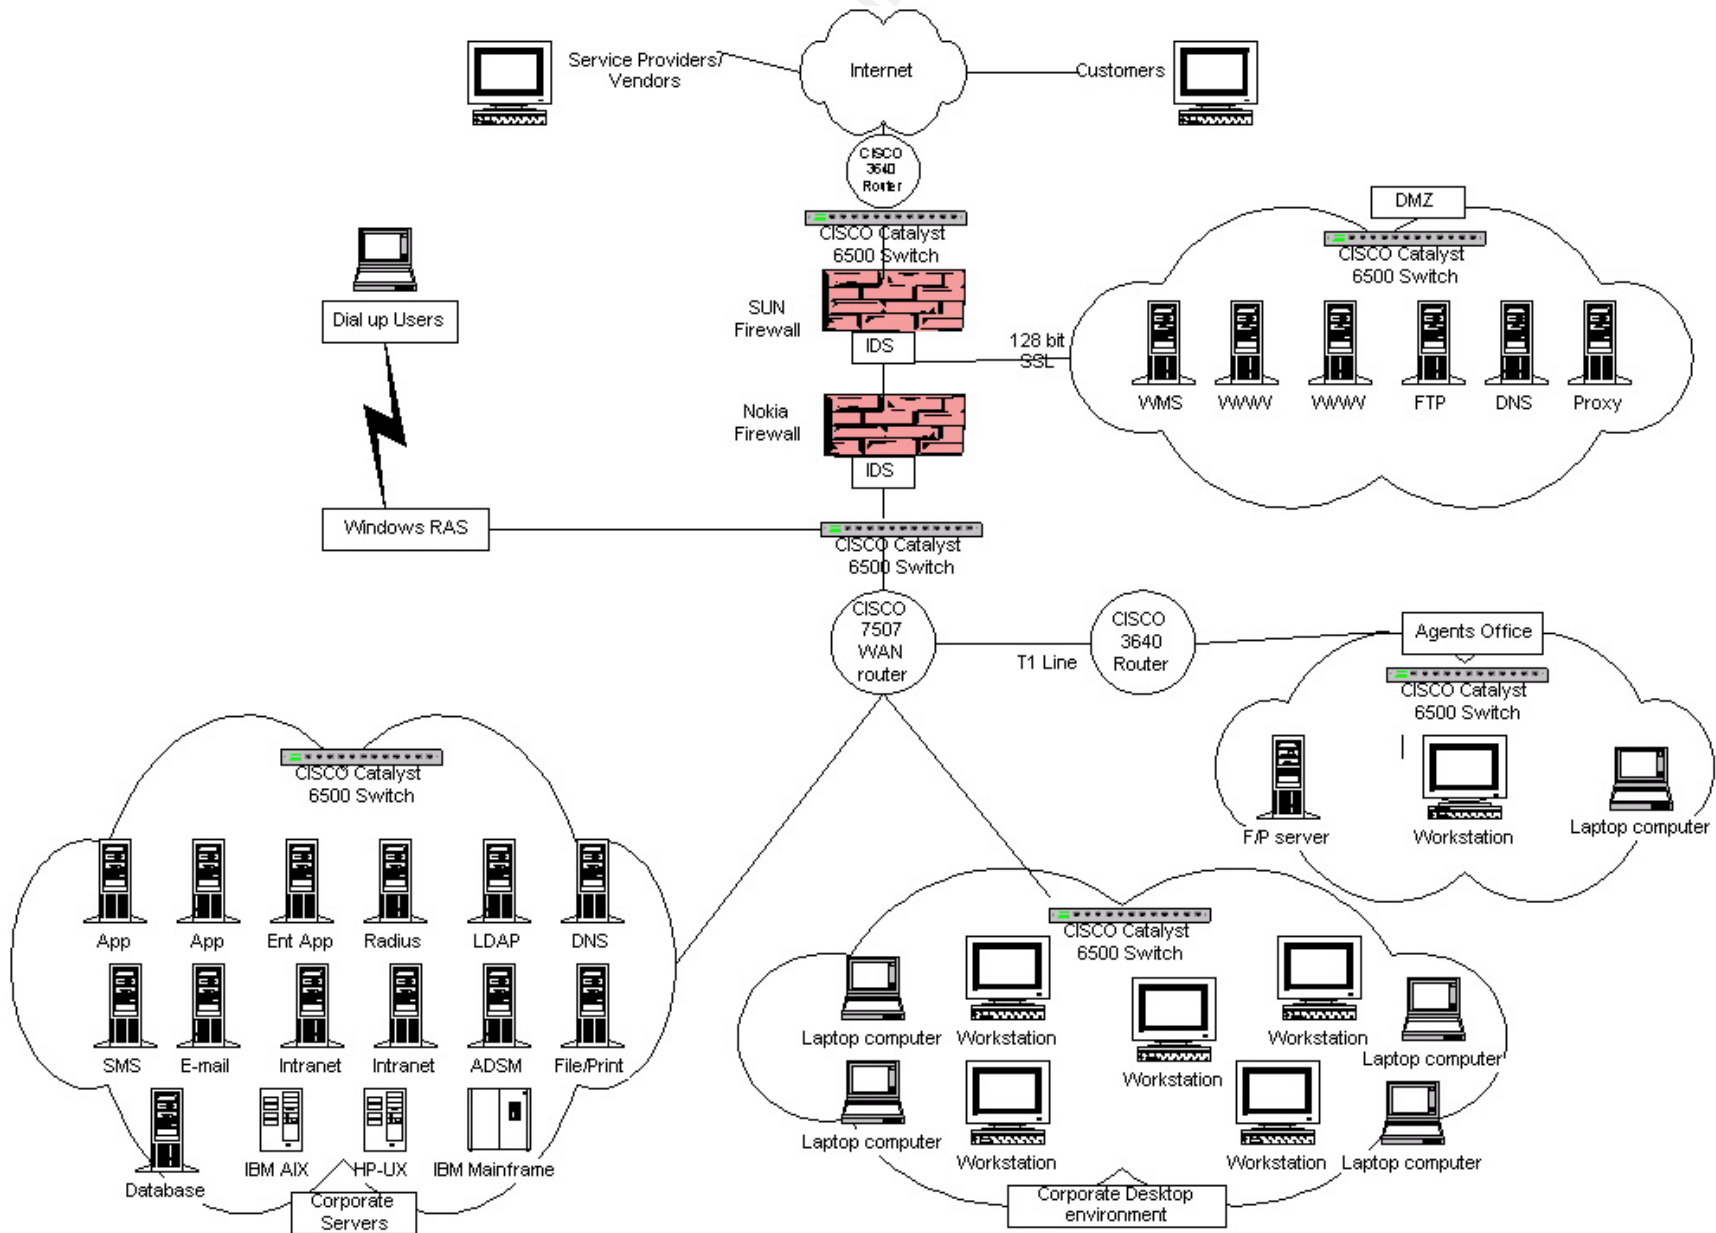 Service Providers/
Vendors
Internet
Customers
CISCO
3640
Router
CISCO Catalyst
6500 Switch
DMZ
CISCO Catalyst
6500 Switch
Dial up Users
SUN
Firewall
IDS
128 bit
SSL
WMS
WWW
WWW
FTP
DNS
Proxy
Nokia
Firewall
IDS
Windows RAS
CISCO Catalyst
6500 Switch
CISCO
7507
WAN
router
T1 Line
CISCO
3640
Router
Agents Office
CISCO Catalyst
6500 Switch
F/P server
Workstation
Laptop computer
CISCO Catalyst
6500 Switch
App
App
Ent App
Radius
LDAP
DNS
SMS
E-mail
Intranet
Intranet
ADSM
File/Print
Database
IBM AIX
HP-UX
IBM Mainframe
Corporate
Servers
CISCO Catalyst
6500 Switch
Laptop computer
Workstation
Workstation
Workstation
Laptop computer
Laptop computer
Workstation
Workstation
Laptop computer
Corporate Desktop
environment